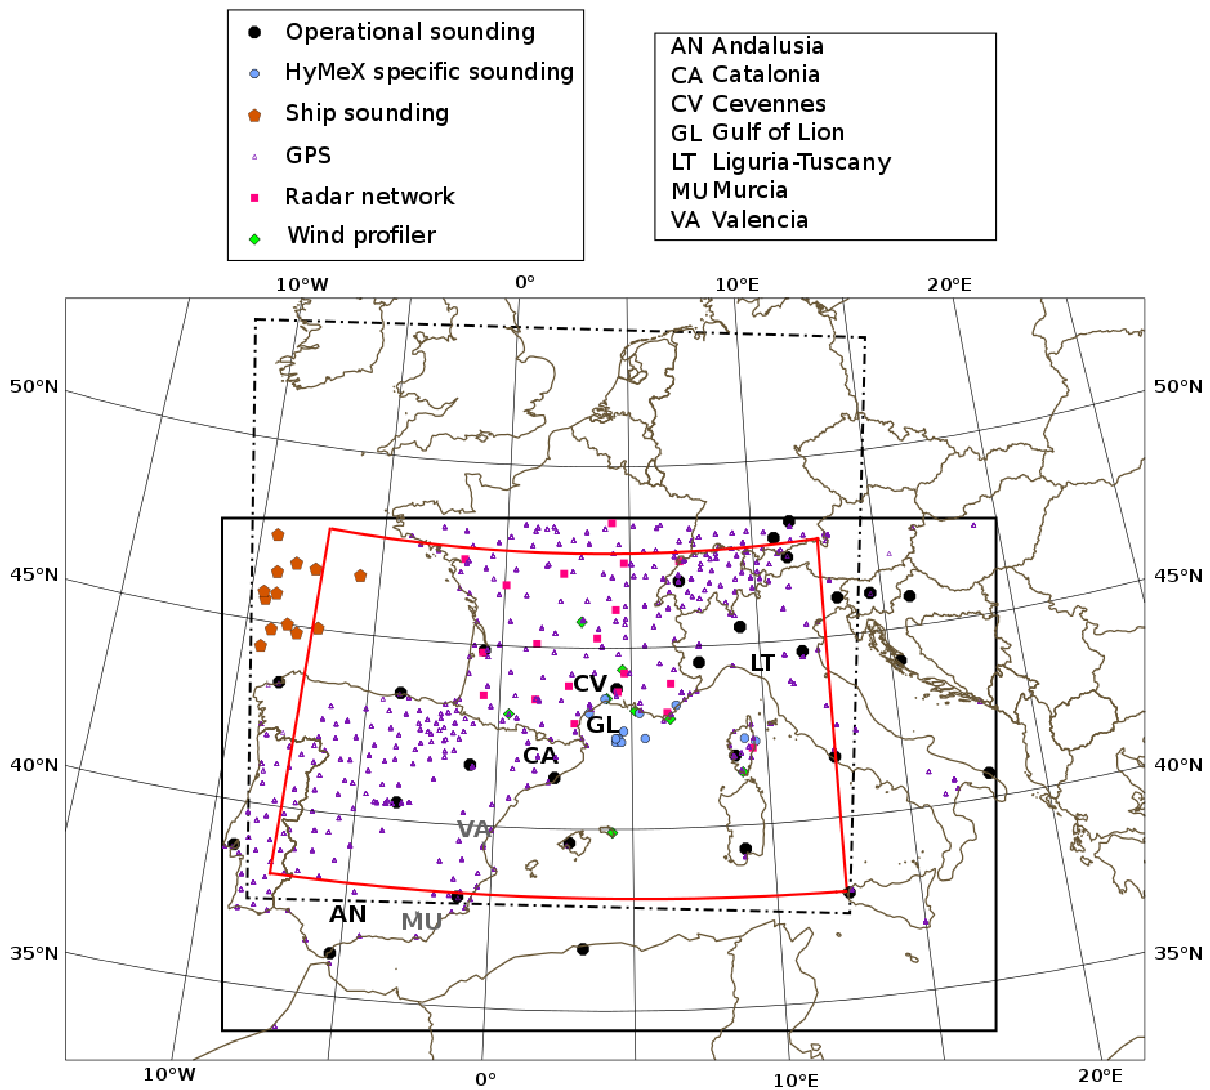 Operational sounding
HyMeX specific sounding
Ship sounding
GPS
Radar network
Wind profiler
AN Andalusia
CA Catalonia
CV Cevennes
GL Gulf of Lion
LT Liguria-Tuscany
MU Murcia
VA Valencia
10°W 0° 10°E 20°E
50°N 50°N
45°N 45°N
LT
CV
GL
CA
40°N 40°N
VA
AN
MU
35°N 35°N
10°W 0° 10°E 20°E